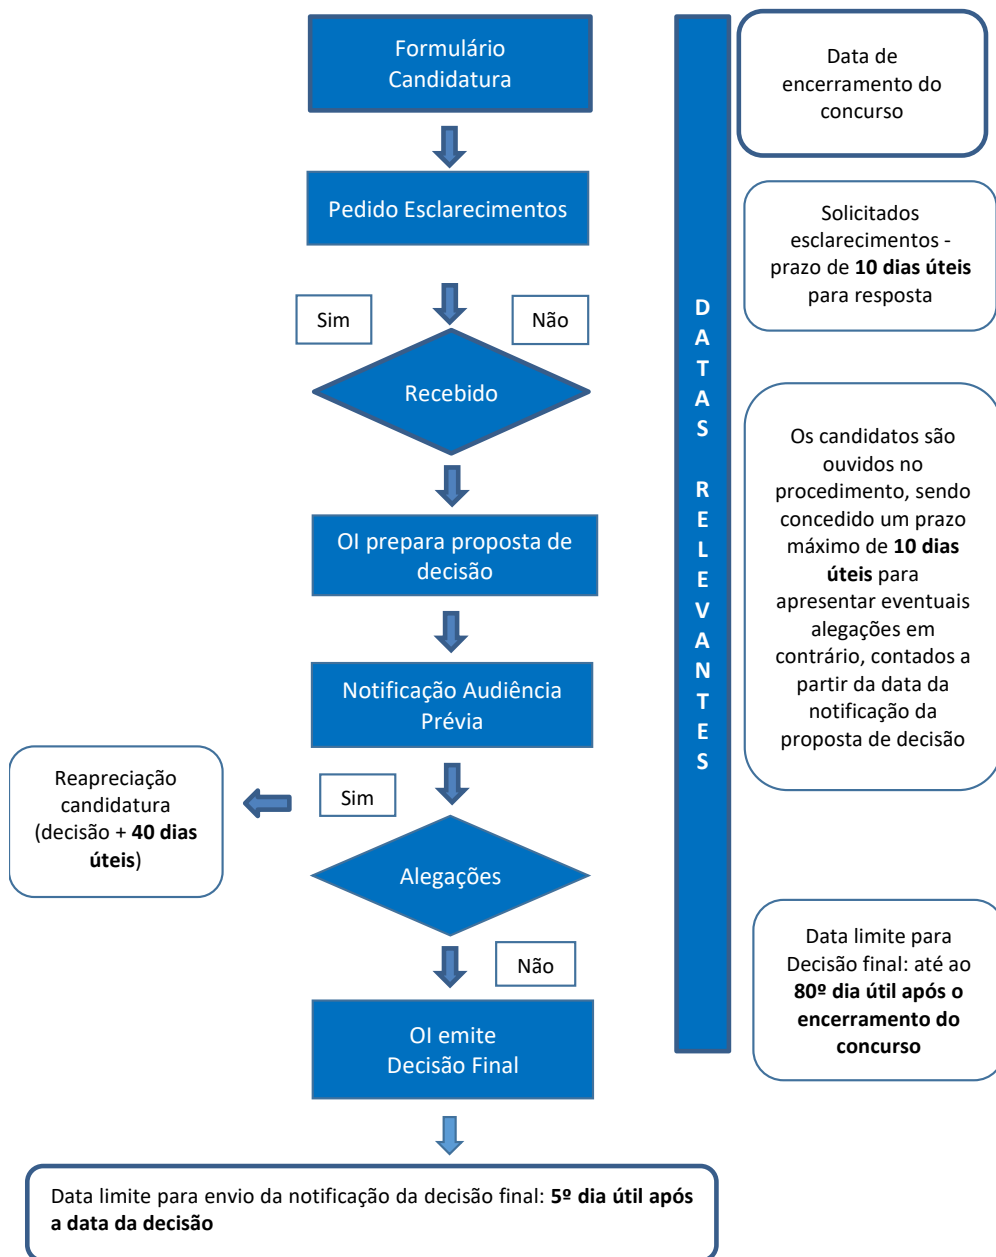 Formulário
Candidatura
Data de
encerramento do
concurso
Pedido Esclarecimentos
Solicitados
esclarecimentos -
prazo de 10 dias úteis
para resposta
Sim
Não
Recebido
DATAS RELEVANTES
OI prepara proposta de
decisão
Os candidatos são
ouvidos no
procedimento, sendo
concedido um prazo
máximo de 10 dias
úteis para
apresentar eventuais
alegações em
contrário, contados a
partir da data da
notificação da
proposta de decisão
Notificação Audiência
Prévia
Reapreciação
candidatura
(decisão + 40 dias
úteis)
Sim
Alegações
Não
Data limite para
Decisão final: até ao
80º dia útil após o
encerramento do
concurso
OI emite
Decisão Final
Data limite para envio da notificação da decisão final: 5º dia útil após
a data da decisão